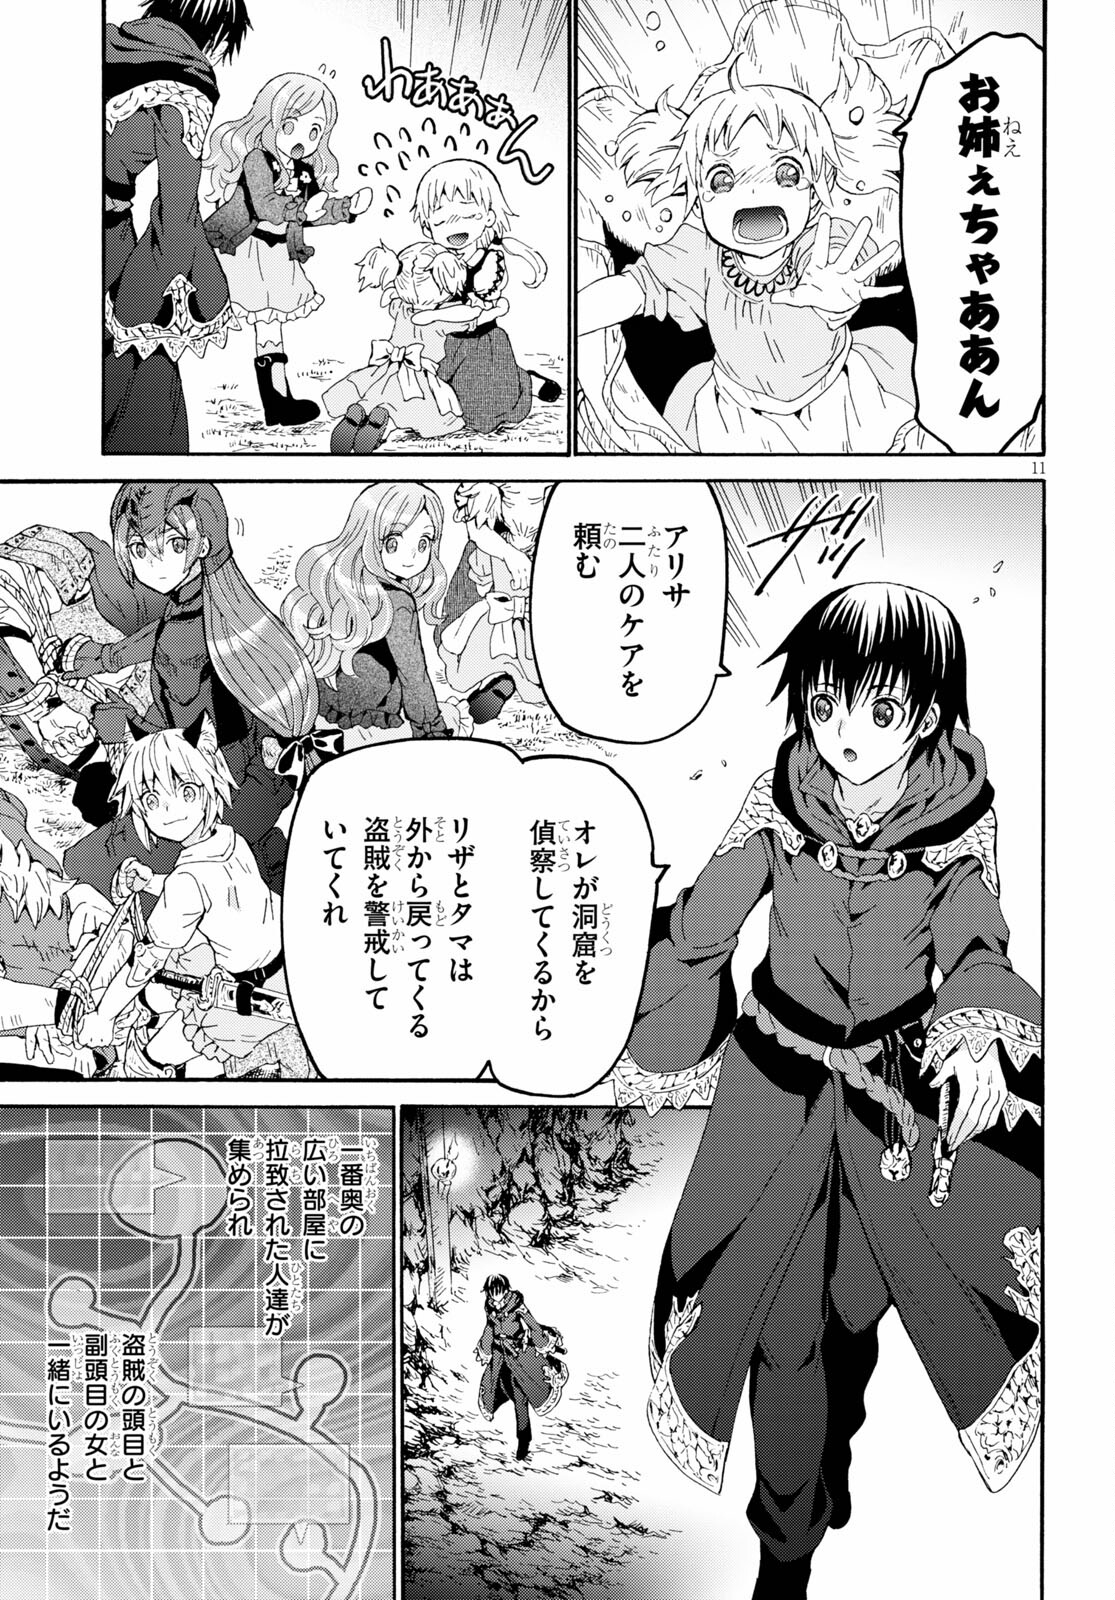 お姉ぇちゃああん
わあああぁん
11
アリサ
二人のケアを
頼む
ザッ
オレが洞窟を
偵察してくるから
リザとタマは
外から戻ってくる
盗賊を警戒して
いてくれ
一番奥の
広い部屋に
拉致された人達が
集められ
盗賊の頭目と
副頭目の女と
一緒にいるようだ